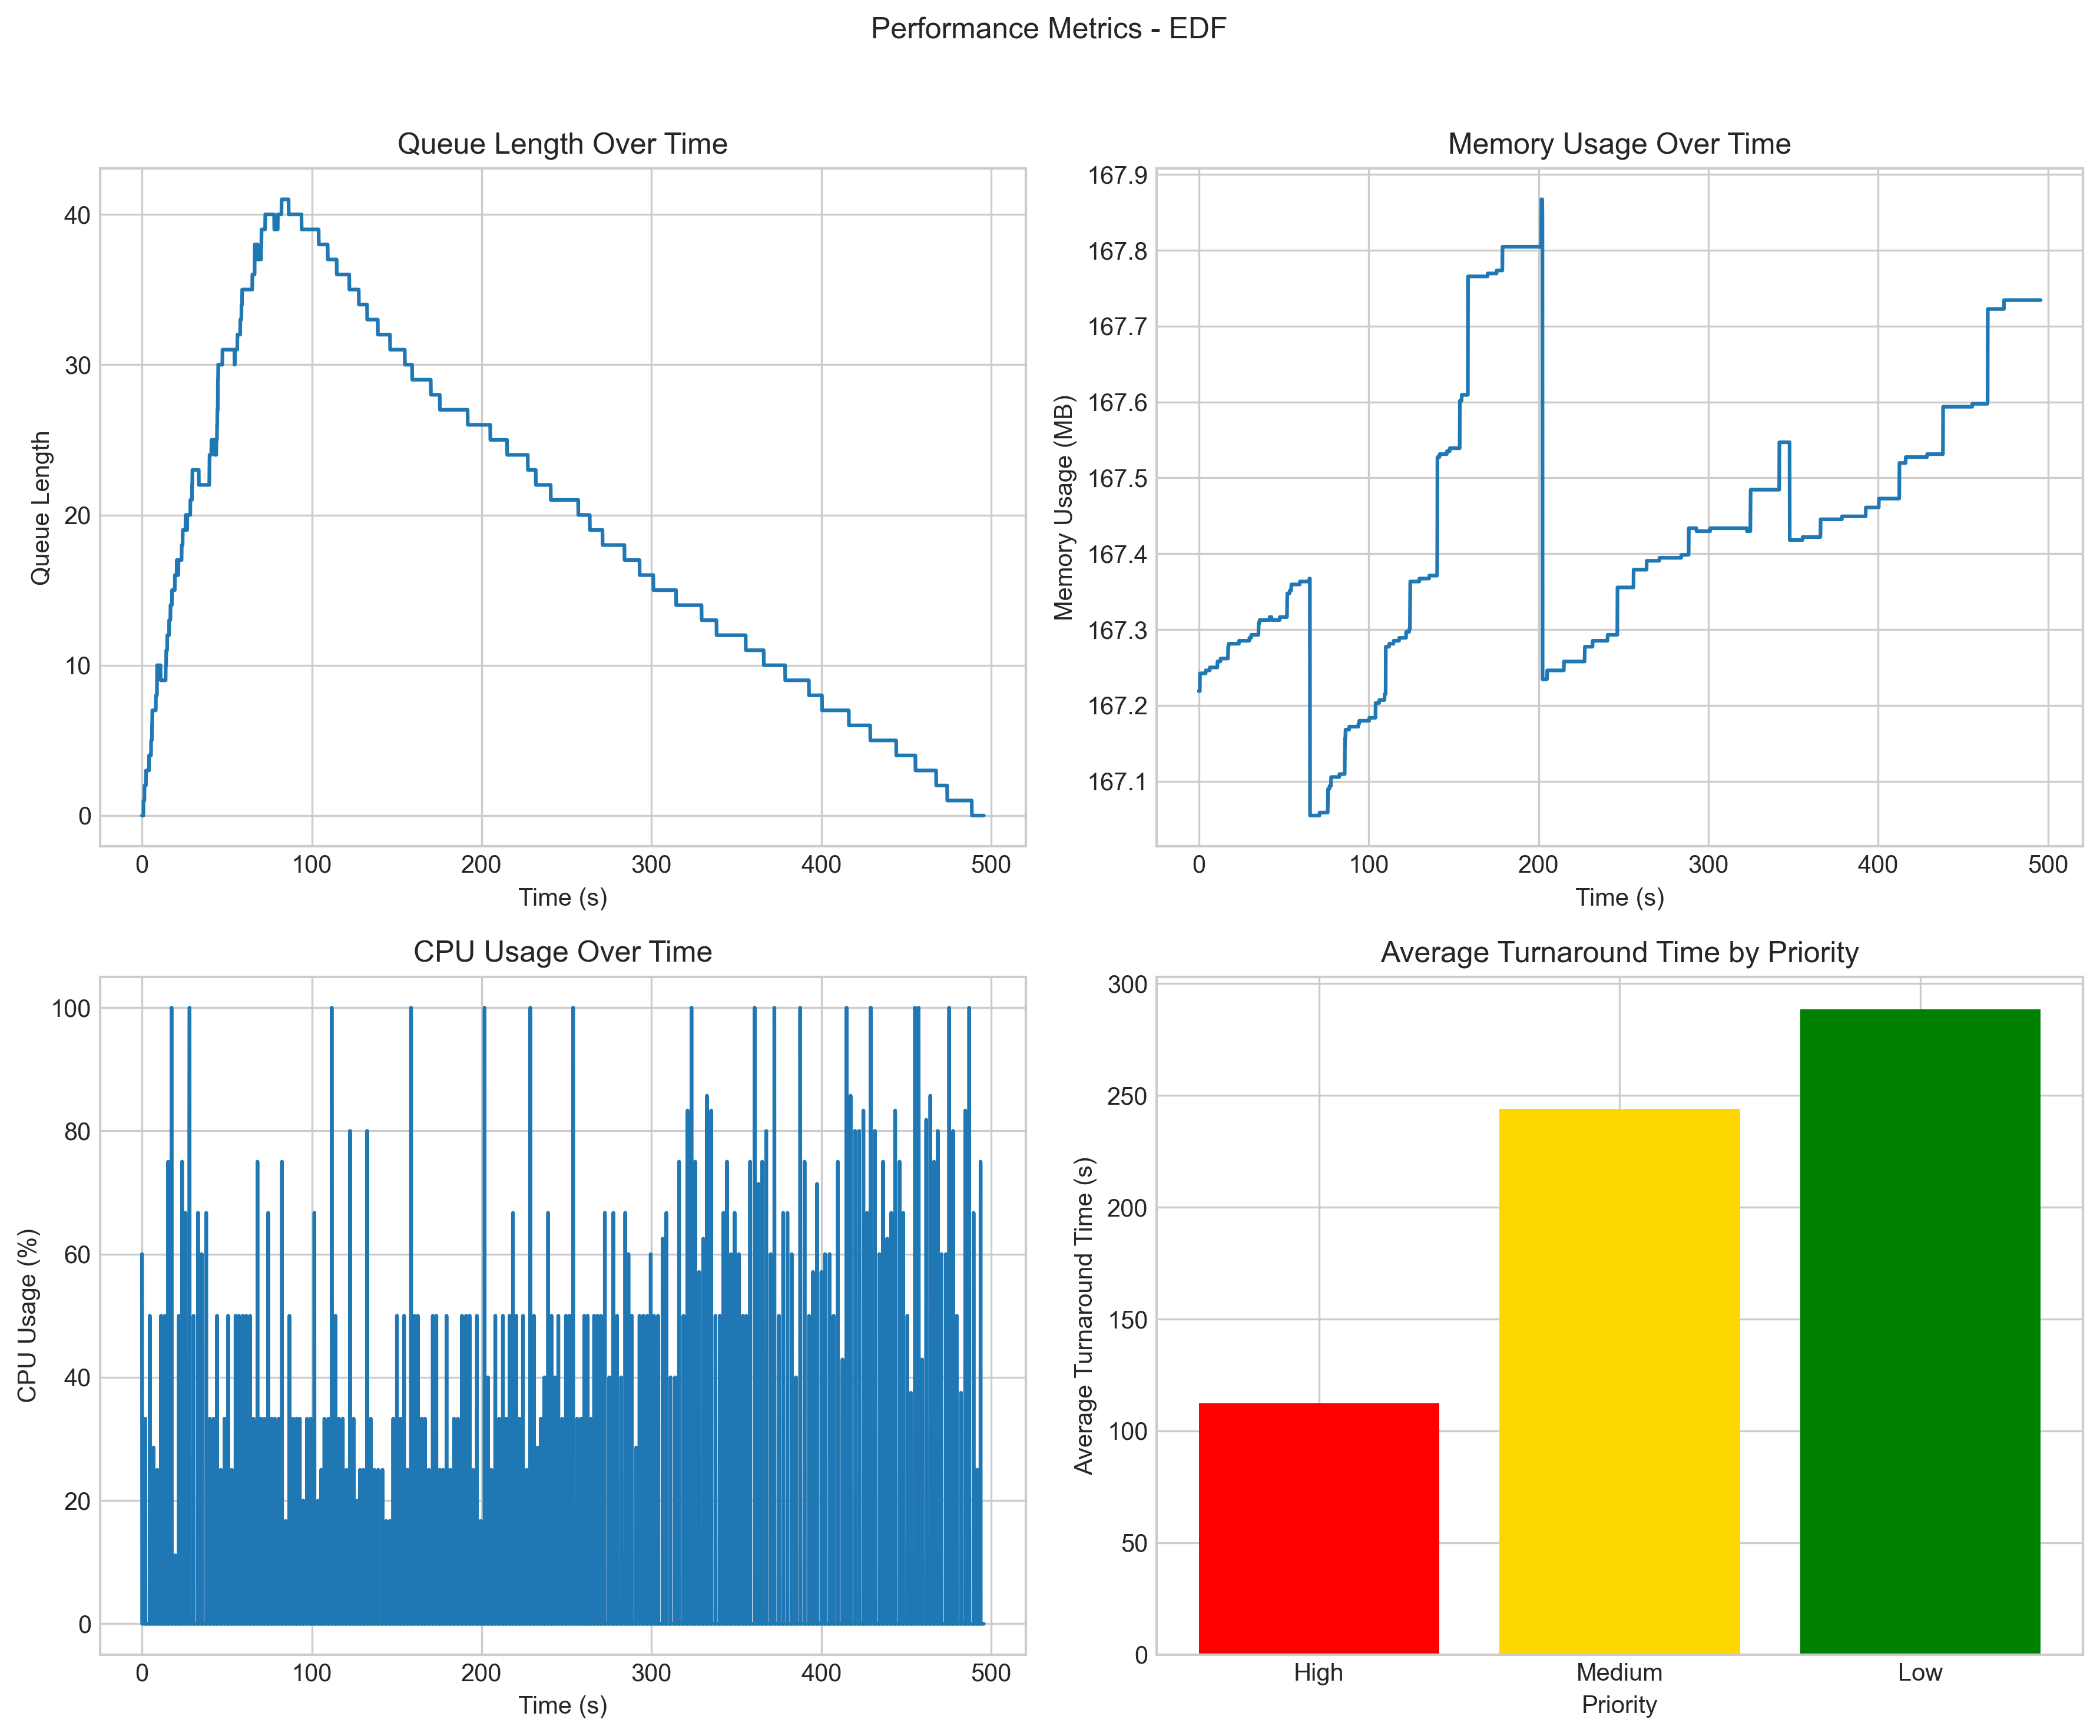 Performance Metrics - EDF
Queue Length Over Time
Queue Length
40
30
20
10
0
0 100 200 300 400 500
Time (s)
Memory Usage Over Time
Memory Usage (MB)
167.9
167.8
167.7
167.6
167.5
167.4
167.3
167.2
167.1
0 100 200 300 400 500
Time (s)
CPU Usage Over Time
CPU Usage (%)
100
80
60
40
20
0
0 100 200 300 400 500
Time (s)
Average Turnaround Time by Priority
Average Turnaround Time (s)
300
250
200
150
100
50
0
High Medium Low
Priority